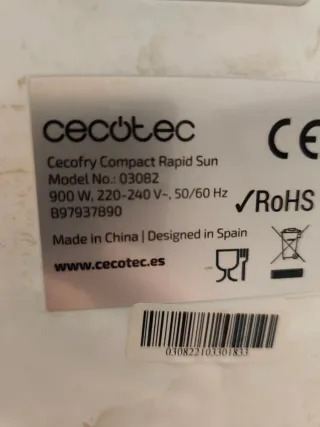 cecotec
Cecofry Compact Rapid Sun
Model No.: 03082
900 W, 220-240 V~, 50/60 Hz
B97937890
CE
✓RoHS
Made in China | Designed in Spain
www.cecotec.es
030822103301833